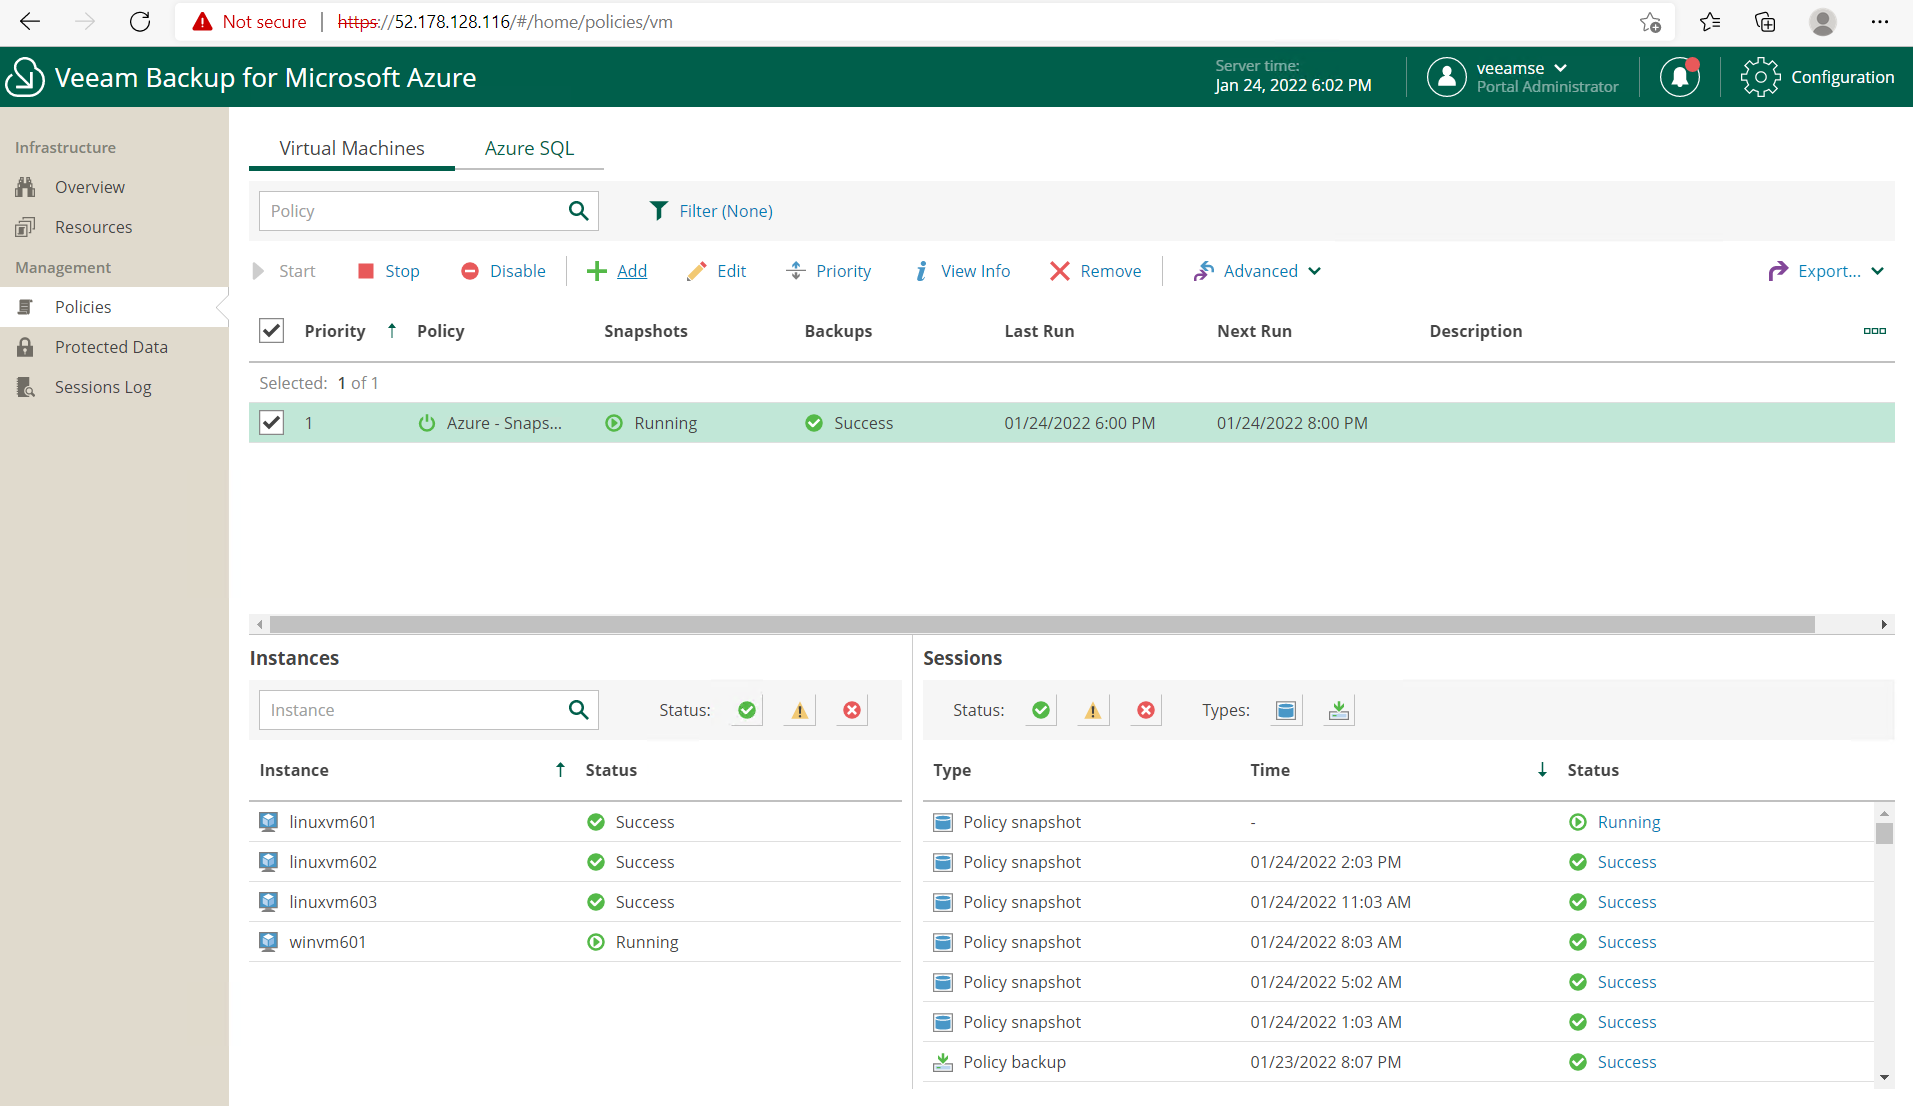 Not secure | https://52.178.128.116/#/home/policies/vm
Veeam Backup for Microsoft Azure
Server time:
Jan 24, 2022 6:02 PM
veeamse
Portal Administrator
Configuration
Infrastructure
Overview
Resources
Management
Policies
Protected Data
Sessions Log
Virtual Machines Azure SQL
Policy Filter (None)
Start Stop Disable Add Edit Priority View Info Remove Advanced Export...
Priority Policy Snapshots Backups Last Run Next Run Description
Selected: 1 of 1
1 Azure - Snaps... Running Success 01/24/2022 6:00 PM 01/24/2022 8:00 PM
Instances
Instance Status:
Instance Status
linuxvm601 Success
linuxvm602 Success
linuxvm603 Success
winvm601 Running
Sessions
Status: Types:
Type Time Status
Policy snapshot - Running
Policy snapshot 01/24/2022 2:03 PM Success
Policy snapshot 01/24/2022 11:03 AM Success
Policy snapshot 01/24/2022 8:03 AM Success
Policy snapshot 01/24/2022 5:02 AM Success
Policy snapshot 01/24/2022 1:03 AM Success
Policy backup 01/23/2022 8:07 PM Success